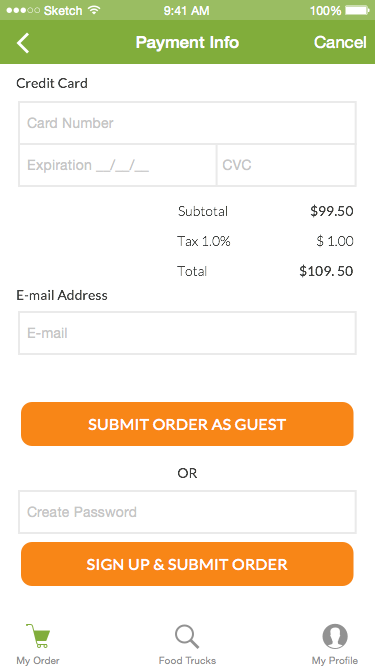 Sketch 9:41 AM 100%
Payment Info Cancel
Credit Card
Card Number
Expiration __/__/__ CVC
Subtotal $99.50
Tax 1.0% $ 1.00
Total $109. 50
E-mail Address
E-mail
SUBMIT ORDER AS GUEST
OR
Create Password
SIGN UP & SUBMIT ORDER
My Order Food Trucks My Profile